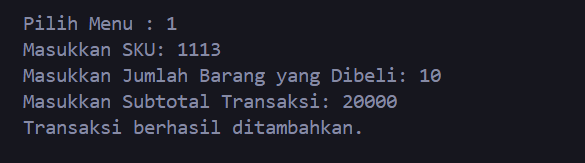 Pilih Menu : 1
Masukkan SKU: 1113
Masukkan Jumlah Barang yang Dibeli: 10
Masukkan Subtotal Transaksi: 20000
Transaksi berhasil ditambahkan.